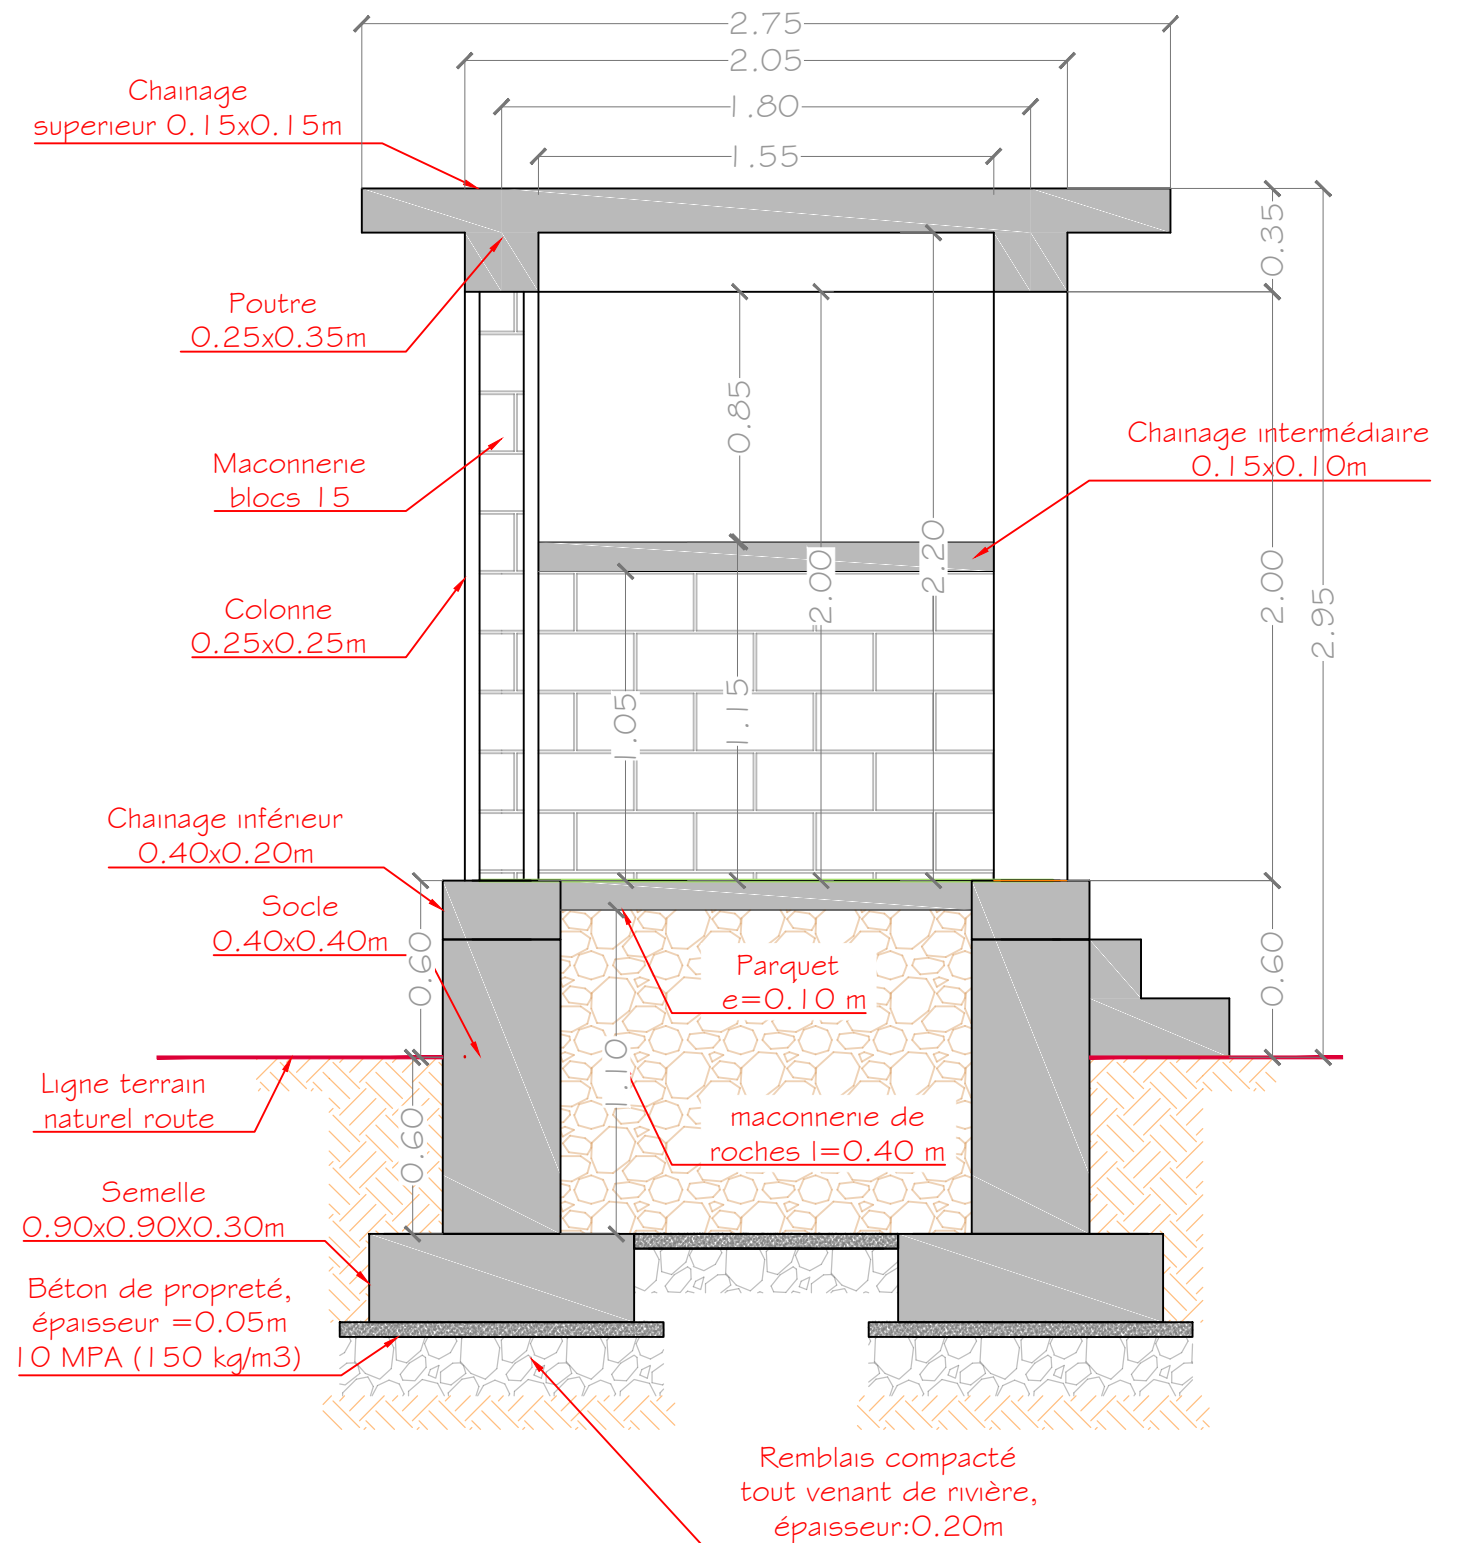 2.75
2.05
1.80
1.55
Chainage
superieur 0.15x0.15m
0.35
Poutre
0.25x0.35m
0.85
Chainage intermédiaire
0.15x0.10m
Maconnerie
blocs 15
2.20
2.00
2.00
2.95
Colonne
0.25x0.25m
1.05
1.15
Chainage inférieur
0.40x0.20m
Socle
0.40x0.40m
0.60
0.60
Parquet
e=0.10 m
1.10
Ligne terrain
naturel route
maconnerie de
roches l=0.40 m
0.60
Semelle
0.90x0.90X0.30m
Béton de propreté,
épaisseur =0.05m
10 MPA (150 kg/m3)
Remblais compacté
tout venant de rivière,
épaisseur:0.20m